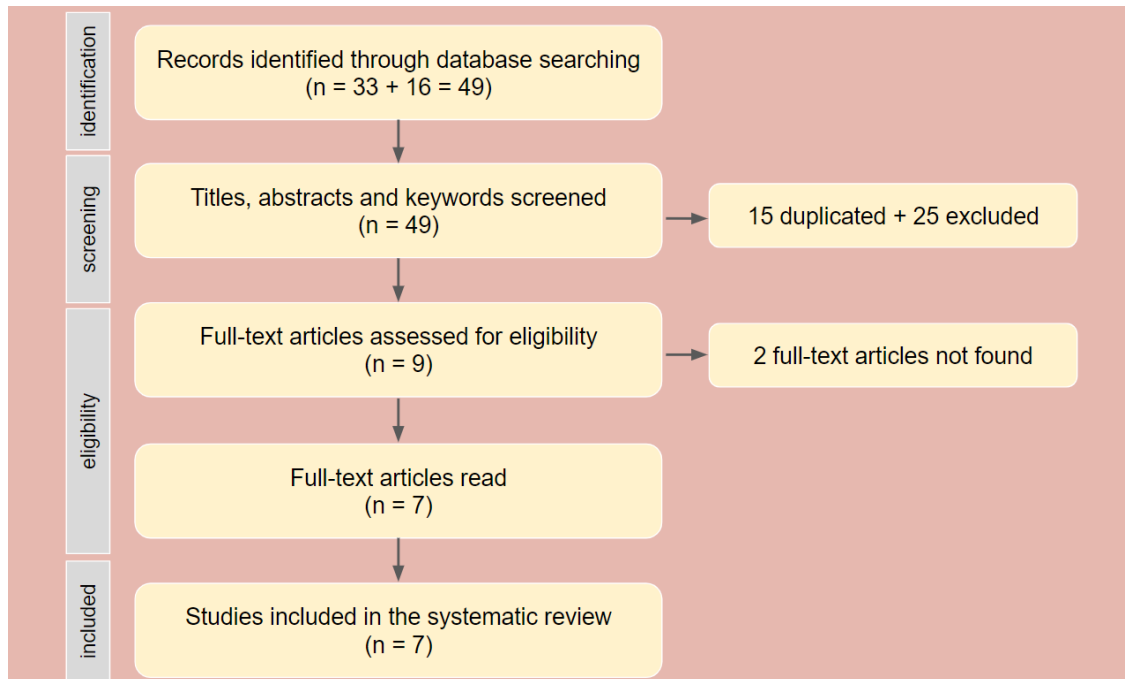 identification
Records identified through database searching
(n = 33 + 16 = 49)
screening
Titles, abstracts and keywords screened
(n = 49)
15 duplicated + 25 excluded
eligibility
Full-text articles assessed for eligibility
(n = 9)
2 full-text articles not found
Full-text articles read
(n = 7)
included
Studies included in the systematic review
(n = 7)